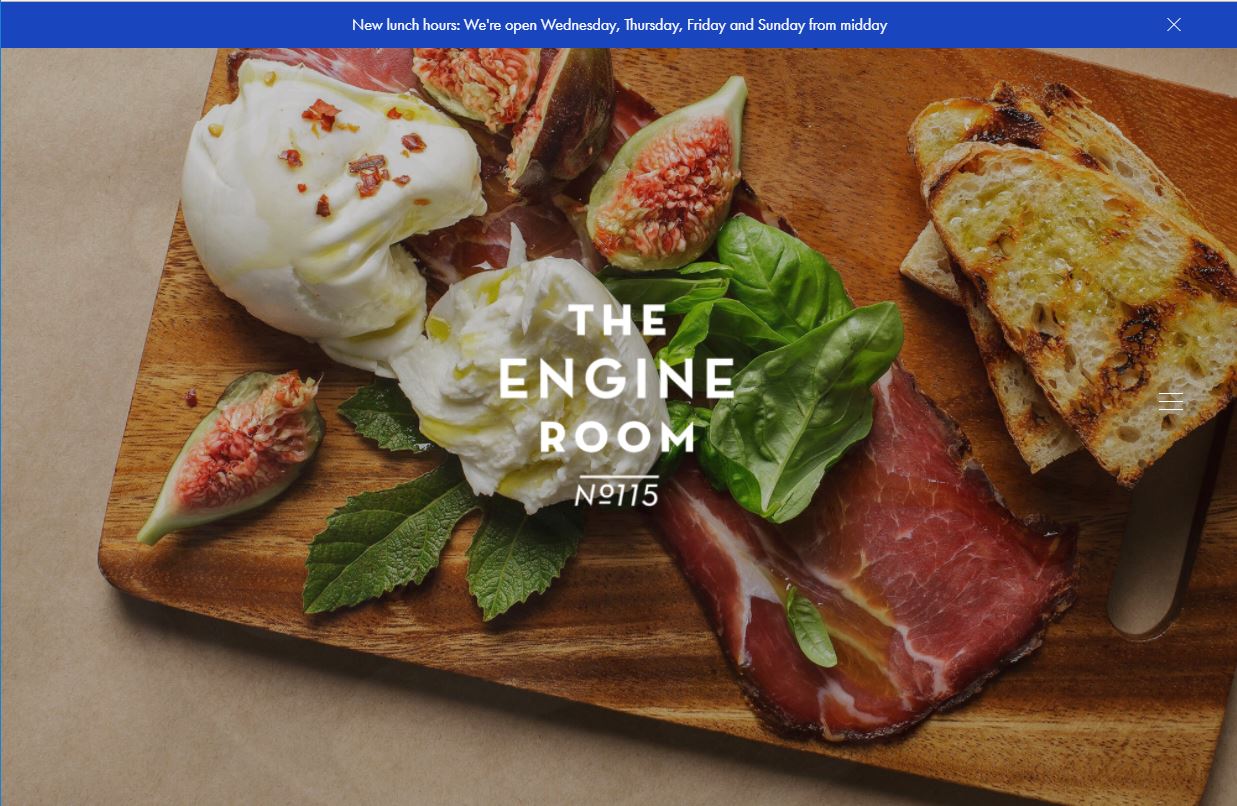 New lunch hours: We're open Wednesday, Thursday, Friday and Sunday from midday
THE
ENGINE
ROOM
Nº115